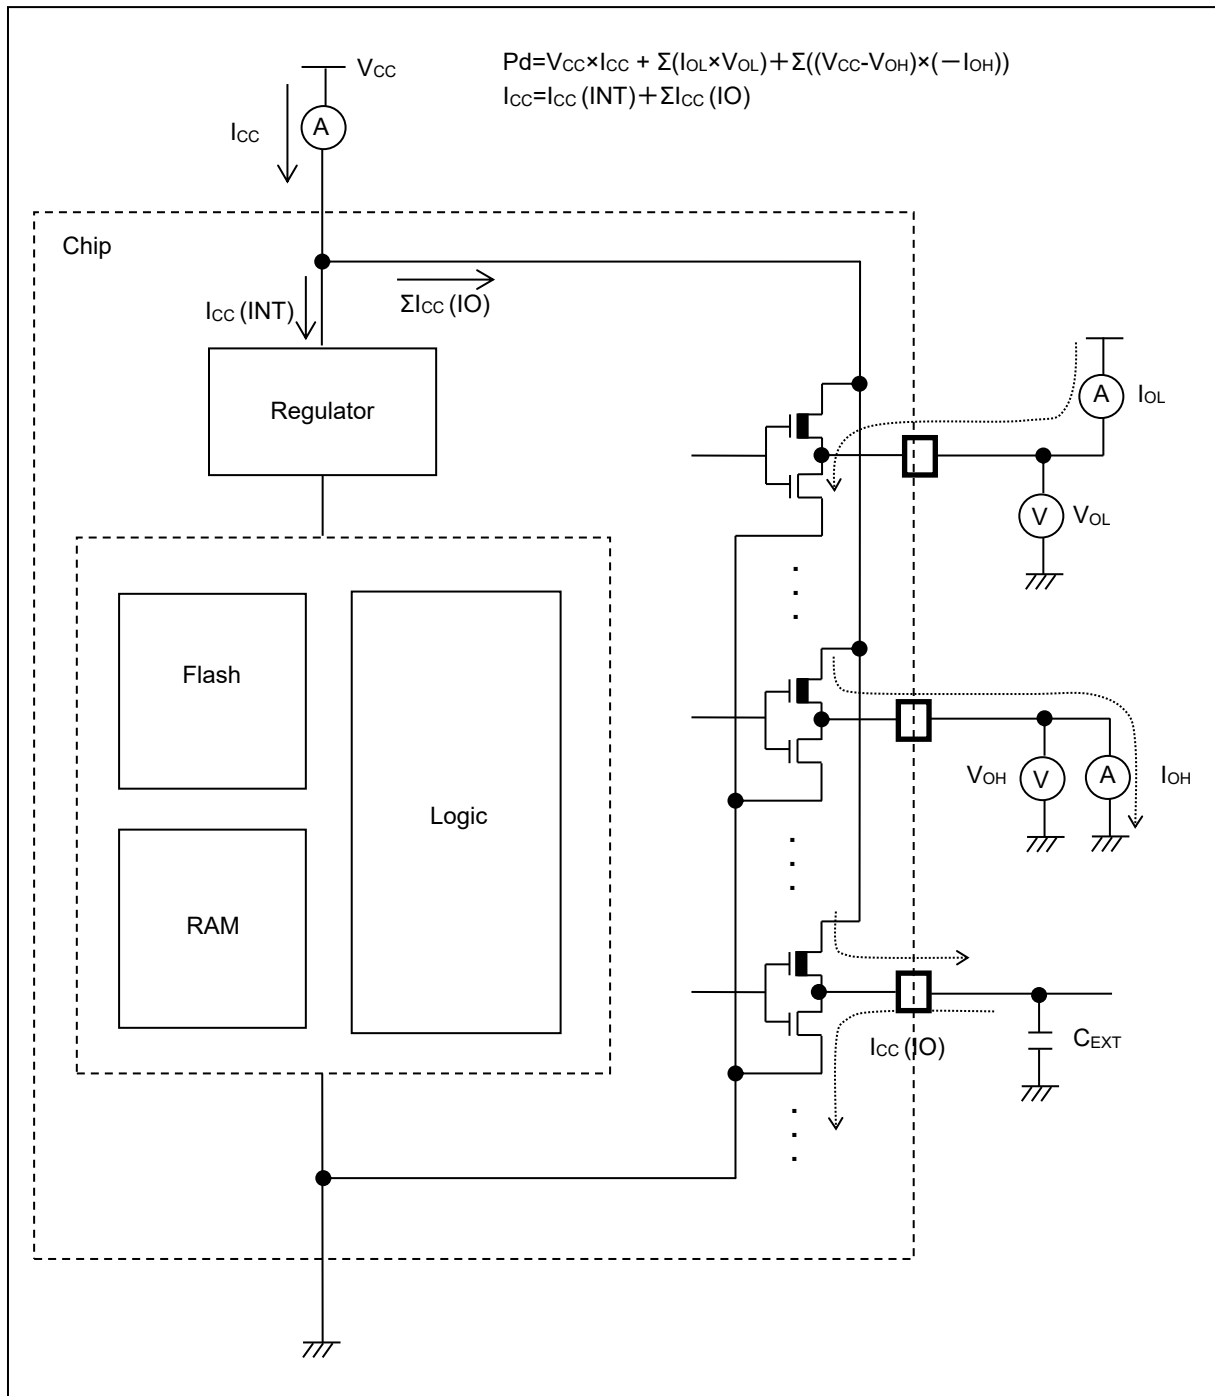 Pd=VCC×ICC + Σ(IOL×VOL)+Σ((VCC-VOH)×(-IOH))
ICC=ICC(INT)+ΣICC(IO)
VCC
A
ICC
Chip
ICC(INT)
ΣICC(IO)
Regulator
A
IOL
V
VOL
Flash
Logic
RAM
VOH
V
A
IOH
ICC(IO)
CEXT